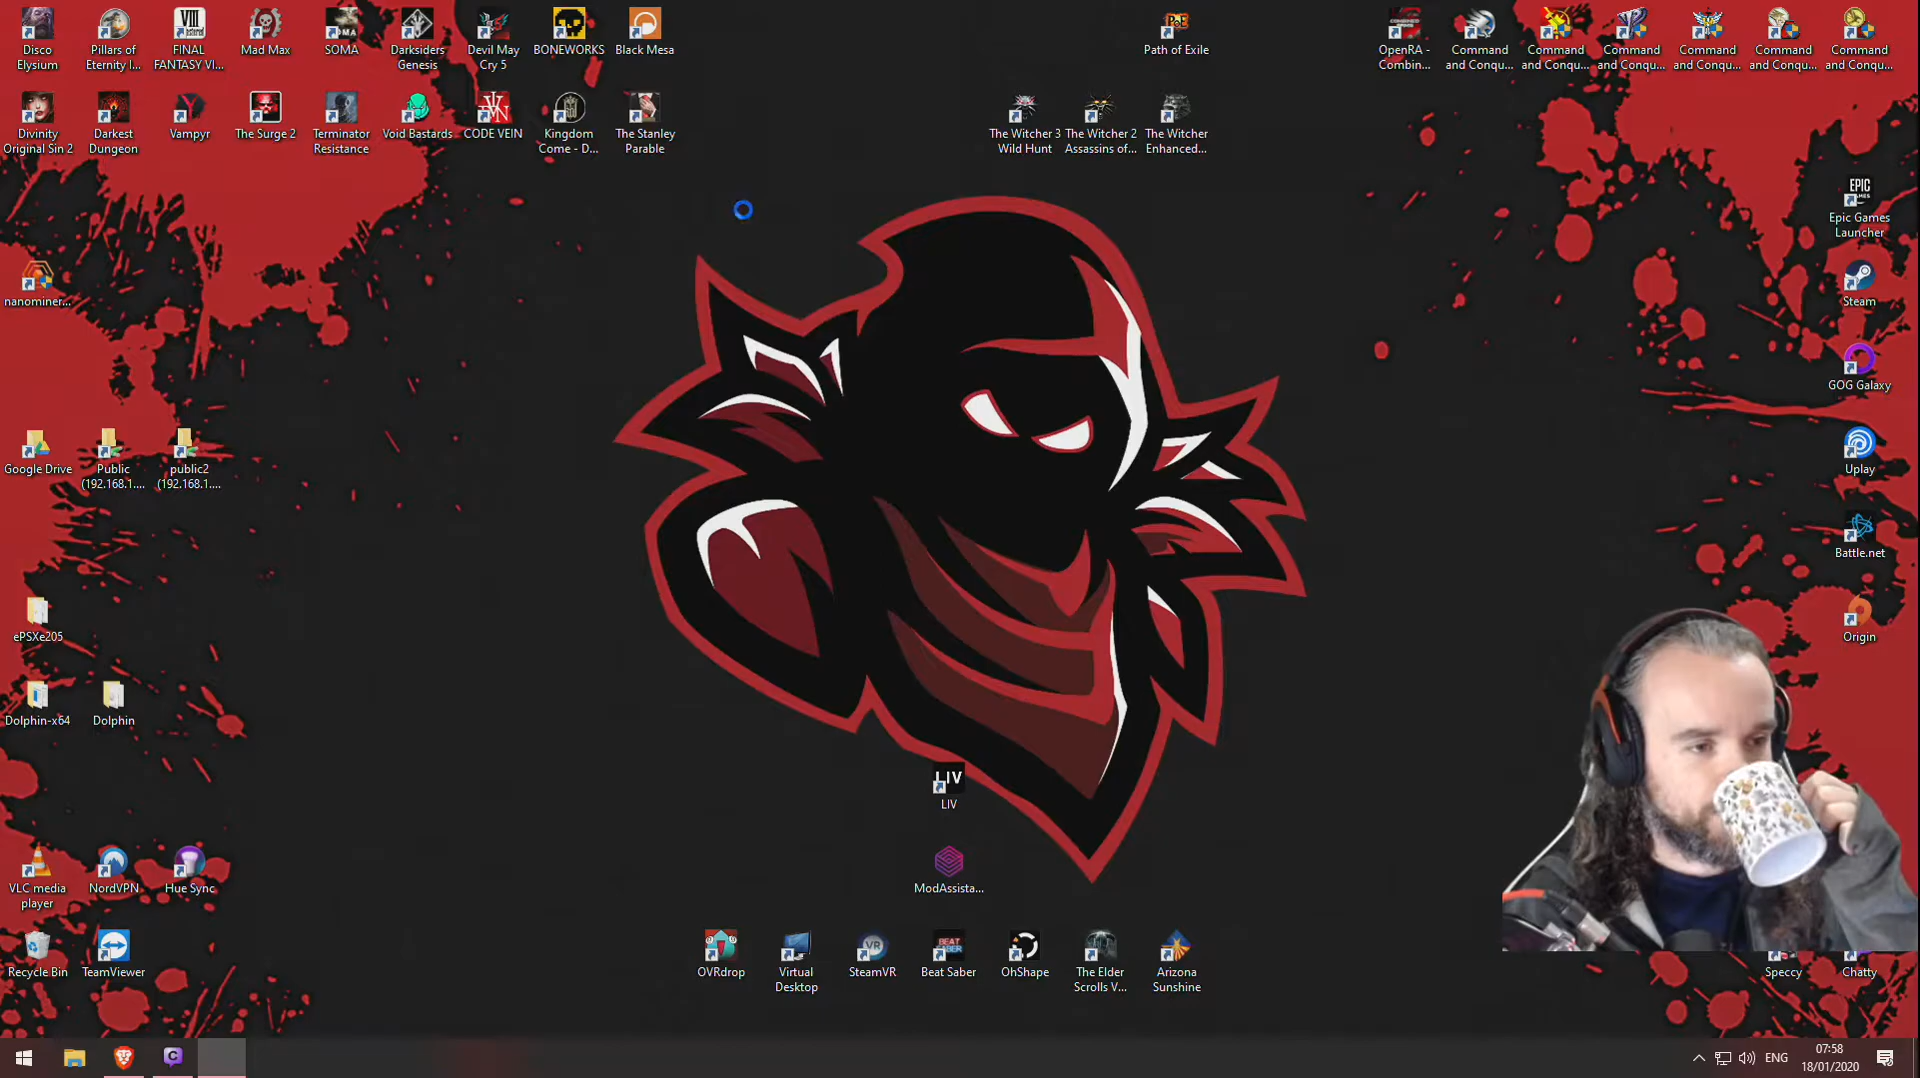 Disco
Elysium
Pillars of
Eternity I...
VIII
FINAL
FANTASY VI...
Mad Max
SOMA
Darksiders
Genesis
Devil May
Cry 5
BONEWORKS
Black Mesa
PoE
Path of Exile
OpenRA -
Combin...
Command
and Conqu...
Command
and Conqu...
Command
and Conqu...
Command
and Conqu...
Command
and Conqu...
Command
and Conqu...
Divinity
Original Sin 2
Darkest
Dungeon
Vampyr
The Surge 2
Terminator
Resistance
Void Bastards
CODE VEIN
Kingdom
Come - D...
The Stanley
Parable
The Witcher 3
Wild Hunt
The Witcher 2
Assassins of...
The Witcher
Enhanced...
EPIC
Epic Games
Launcher
nanominer...
Steam
GOG Galaxy
Google Drive
Public
(192.168.1....
public2
(192.168.1....
Uplay
Battle.net
ePSXe205
Origin
Dolphin-x64
Dolphin
LIV
LIV
VLC media
player
NordVPN
Hue Sync
ModAssista...
Recycle Bin
TeamViewer
OVRdrop
Virtual
Desktop
VR
SteamVR
BEAT
SABER
Beat Saber
OhShape
The Elder
Scrolls V...
Arizona
Sunshine
Speccy
Chatty
ENG
07:58
18/01/2020